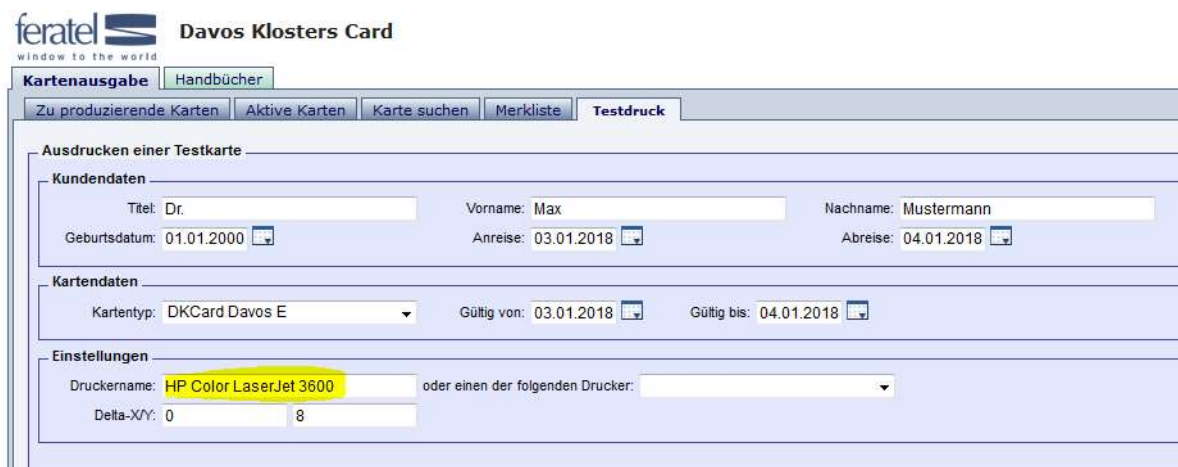 feratel Davos Klosters Card
window to the world
Kartenausgabe Handbücher
Zu produzierende Karten Aktive Karten Karte suchen Merkliste Testdruck
Ausdrucken einer Testkarte
Kundendaten
Titel: Dr. Vorname: Max Nachname: Mustermann
Geburtsdatum: 01.01.2000 Anreise: 03.01.2018 Abreise: 04.01.2018
Kartendaten
Kartentyp: DKCard Davos E Gültig von: 03.01.2018 Gültig bis: 04.01.2018
Einstellungen
Druckername: HP Color LaserJet 3600 oder einen der folgenden Drucker:
Delta-X/Y: 0 8